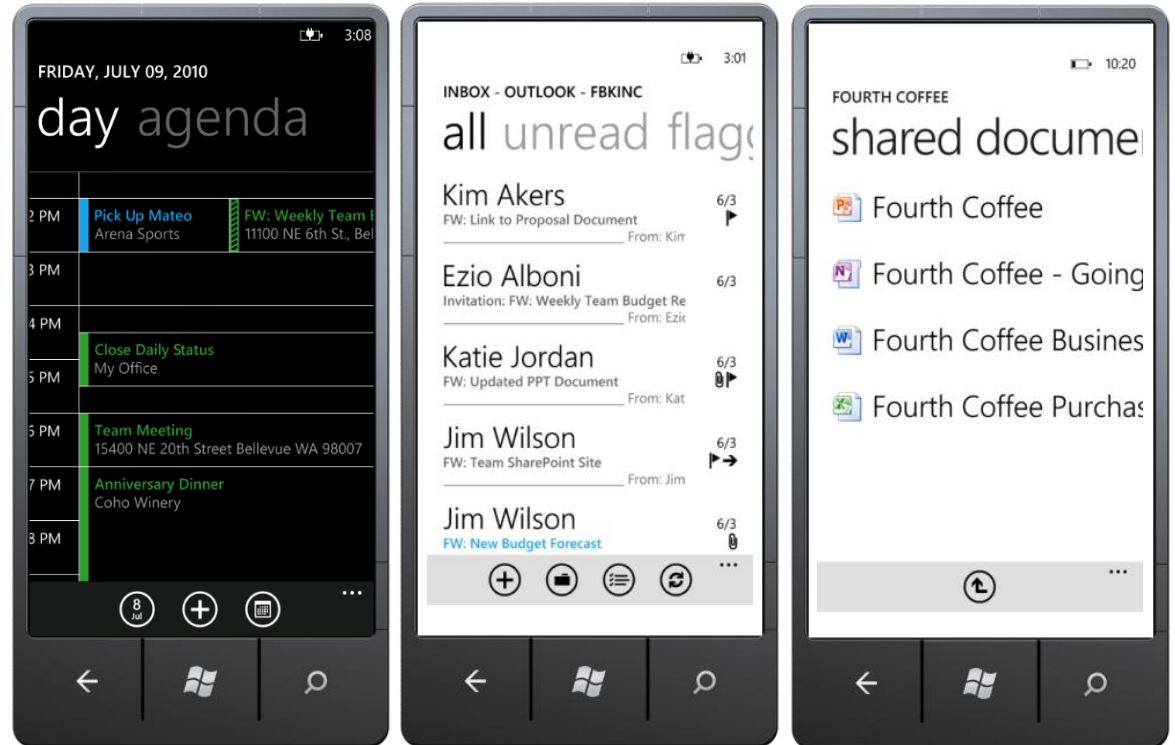 3:08
FRIDAY, JULY 09, 2010
day agenda
2 PM
Pick Up Mateo
Arena Sports
FW: Weekly Team
11100 NE 6th St., Bel
3 PM
4 PM
Close Daily Status
My Office
5 PM
6 PM
Team Meeting
15400 NE 20th Street Bellevue WA 98007
7 PM
Anniversary Dinner
Coho Winery
8 PM
8
Jul
3:01
INBOX - OUTLOOK - FBKINC
all unread flagg
Kim Akers
6/3
FW: Link to Proposal Document
From: Kim
Ezio Alboni
6/3
Invitation: FW: Weekly Team Budget Re
From: Ezio
Katie Jordan
6/3
FW: Updated PPT Document
From: Kat
Jim Wilson
6/3
FW: Team SharePoint Site
From: Jim
Jim Wilson
6/3
FW: New Budget Forecast
10:20
FOURTH COFFEE
shared documen
Fourth Coffee
Fourth Coffee - Going
Fourth Coffee Busines
Fourth Coffee Purchas